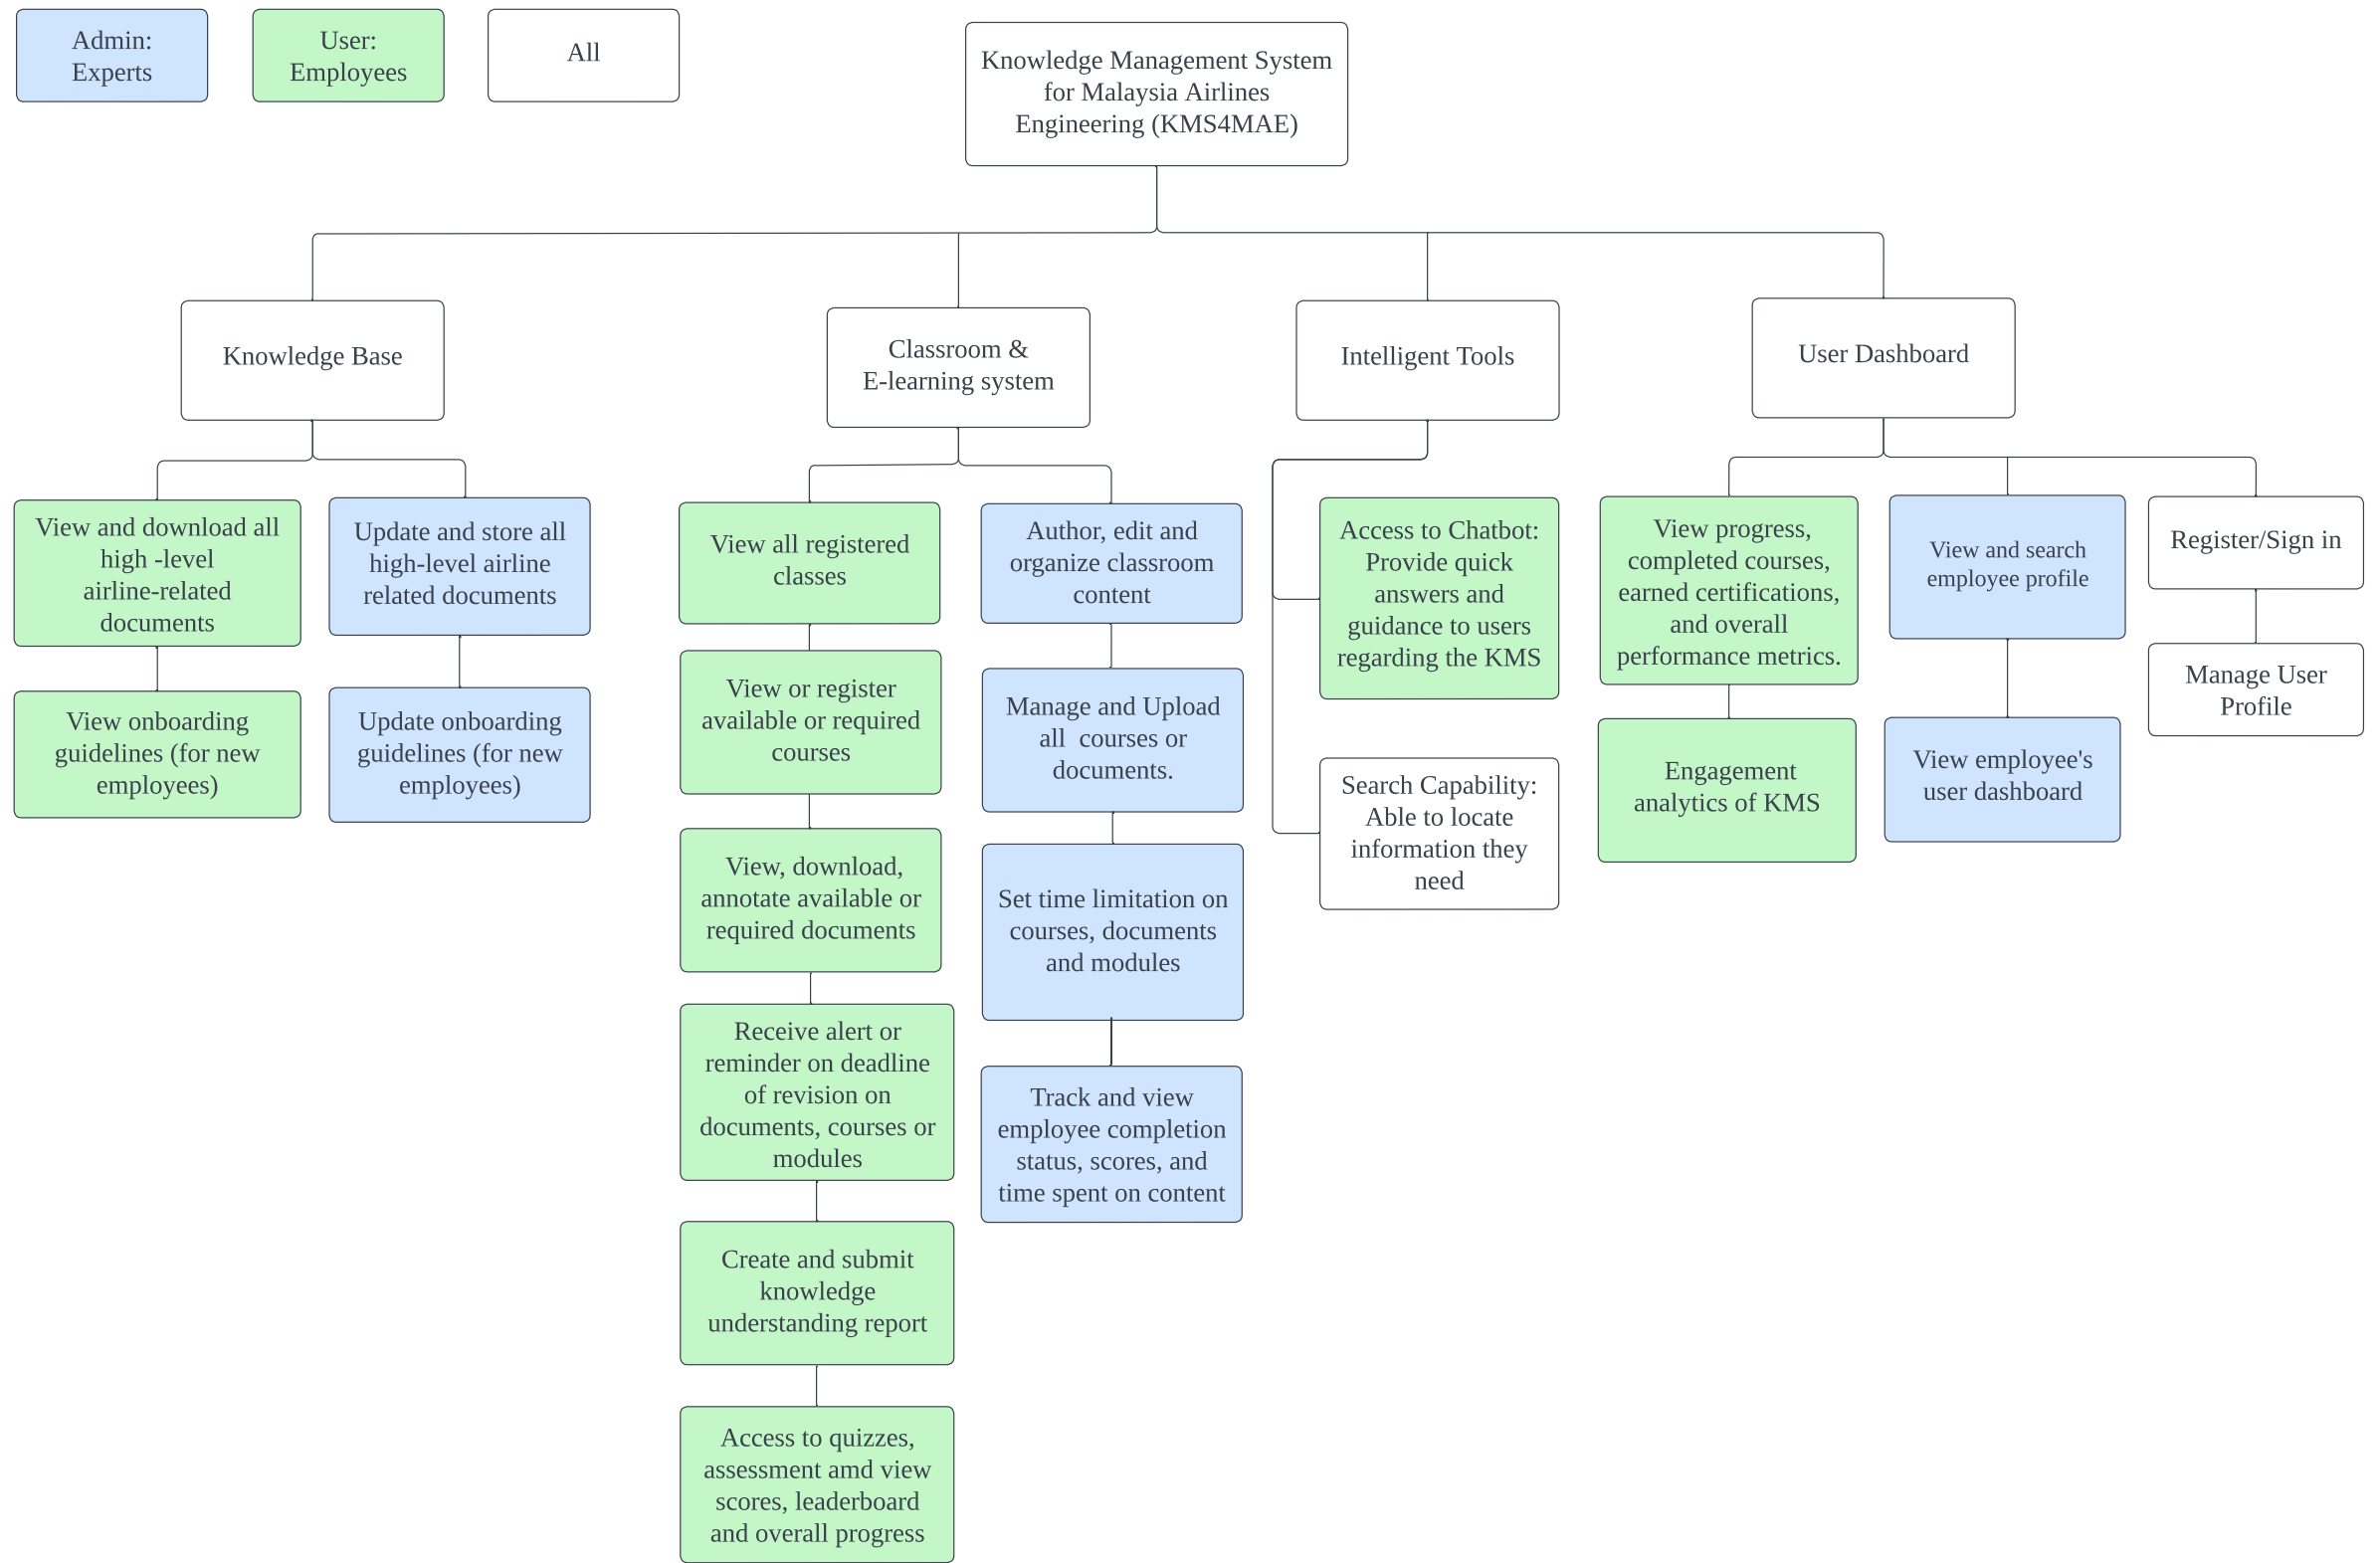 Admin:
Experts
User:
Employees
All
Knowledge Management System
for Malaysia Airlines
Engineering (KMS4MAE)
Knowledge Base
Classroom &
E-learning system
Intelligent Tools
User Dashboard
View and download all
high -level
airline-related
documents
View onboarding
guidelines (for new
employees)
Update and store all
high-level airline
related documents
Update onboarding
guidelines (for new
employees)
View all registered
classes
View or register
available or required
courses
View, download,
annotate available or
required documents
Receive alert or
reminder on deadline
of revision on
documents, courses or
modules
Create and submit
knowledge
understanding report
Access to quizzes,
assessment amd view
scores, leaderboard
and overall progress
Author, edit and
organize classroom
content
Manage and Upload
all  courses or
documents.
Set time limitation on
courses, documents
and modules
Track and view
employee completion
status, scores, and
time spent on content
Access to Chatbot:
Provide quick
answers and
guidance to users
regarding the KMS
Search Capability:
Able to locate
information they
need
View progress,
completed courses,
earned certifications,
and overall
performance metrics.
Engagement
analytics of KMS
View and search
employee profile
View employee's
user dashboard
Register/Sign in
Manage User
Profile